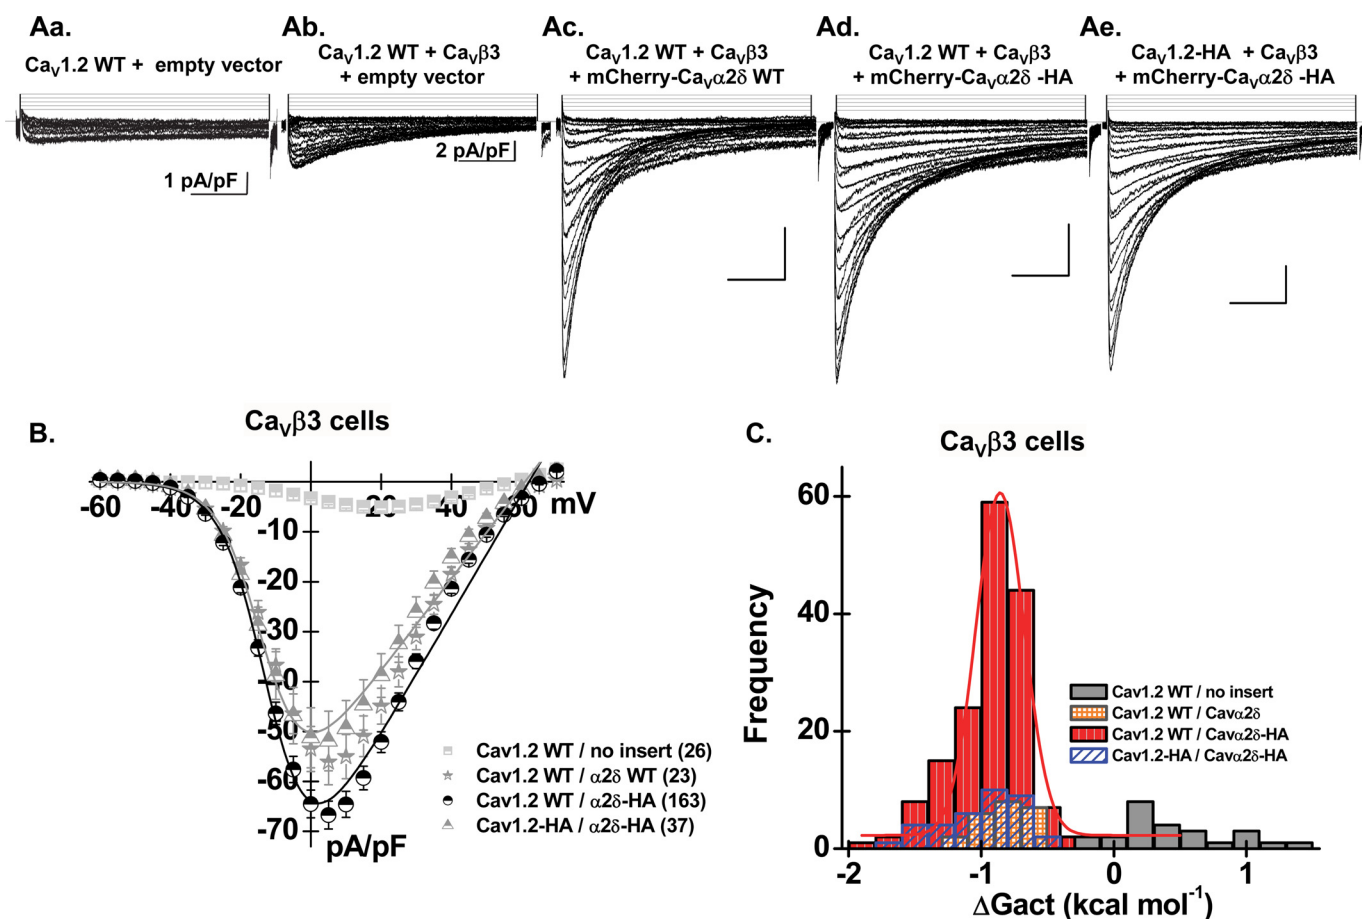 Aa.
Ab.
Ac.
Ad.
Ae.
CaV1.2 WT + empty vector
CaV1.2 WT + CaVβ3
+ empty vector
CaV1.2 WT + CaVβ3
+ mCherry-CaVα2δ WT
CaV1.2 WT + CaVβ3
+ mCherry-CaVα2δ -HA
CaV1.2-HA + CaVβ3
+ mCherry-CaVα2δ -HA
1 pA/pF
2 pA/pF
B.
CaVβ3 cells
-60 -40 -20 20 40 60 mV
-10
-20
-30
-40
-50
-60
-70
pA/pF
Cav1.2 WT / no insert (26)
Cav1.2 WT / α2δ WT (23)
Cav1.2 WT / α2δ-HA (163)
Cav1.2-HA / α2δ-HA (37)
C.
CaVβ3 cells
Frequency
60
40
20
0
Cav1.2 WT / no insert
Cav1.2 WT / Cavα2δ
Cav1.2 WT / Cavα2δ-HA
Cav1.2-HA / Cavα2δ-HA
-2 -1 0 1
ΔGact (kcal mol-1)